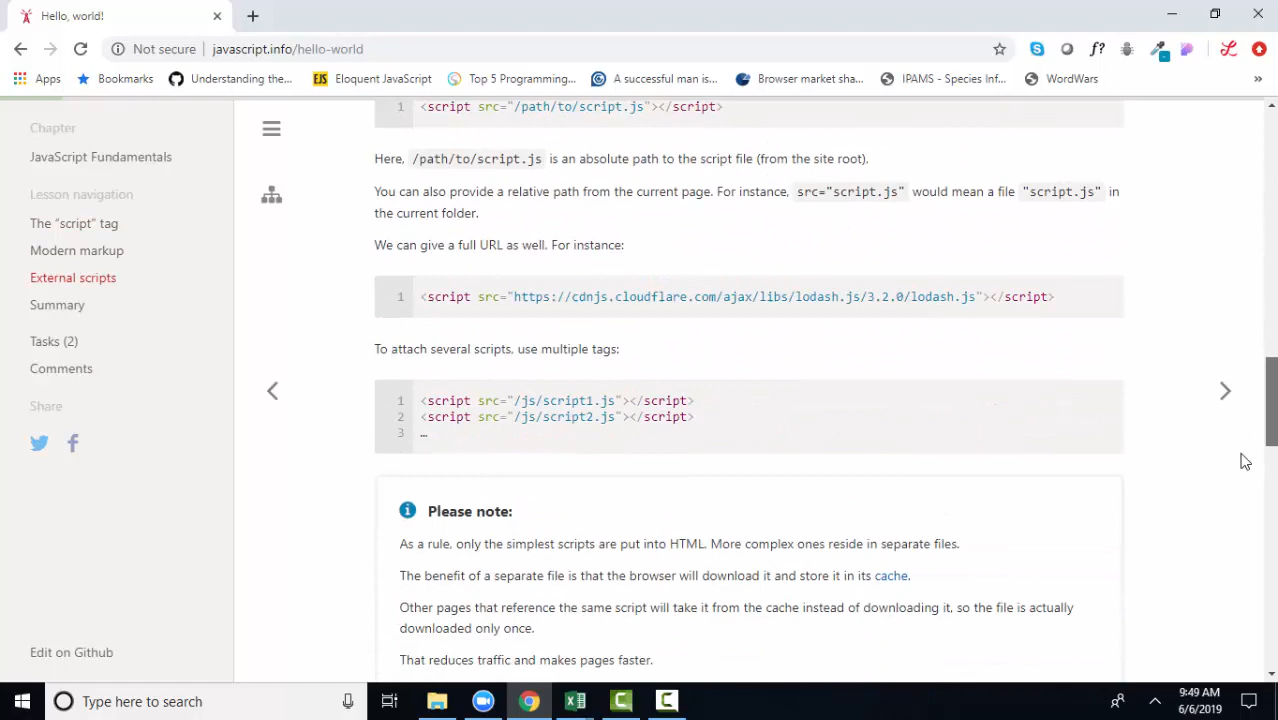 Hello, world!
Not secure | javascript.info/hello-world
f?
Apps
Bookmarks
Understanding the...
EJS Eloquent JavaScript
Top 5 Programming...
A successful man is...
Browser market sha...
IPAMS - Species Inf...
WordWars
»
Chapter
JavaScript Fundamentals
Lesson navigation
The “script” tag
Modern markup
External scripts
Summary
Tasks (2)
Comments
Share
Edit on Github
1 <script src="/path/to/script.js"></script>
Here, /path/to/script.js is an absolute path to the script file (from the site root).
You can also provide a relative path from the current page. For instance, src="script.js" would mean a file "script.js" in
the current folder.
We can give a full URL as well. For instance:
1 <script src="https://cdnjs.cloudflare.com/ajax/libs/lodash.js/3.2.0/lodash.js"></script>
To attach several scripts, use multiple tags:
1 <script src="/js/script1.js"></script>
2 <script src="/js/script2.js"></script>
3 …
Please note:
As a rule, only the simplest scripts are put into HTML. More complex ones reside in separate files.
The benefit of a separate file is that the browser will download it and store it in its cache.
Other pages that reference the same script will take it from the cache instead of downloading it, so the file is actually
downloaded only once.
That reduces traffic and makes pages faster.
Type here to search
9:49 AM
6/6/2019